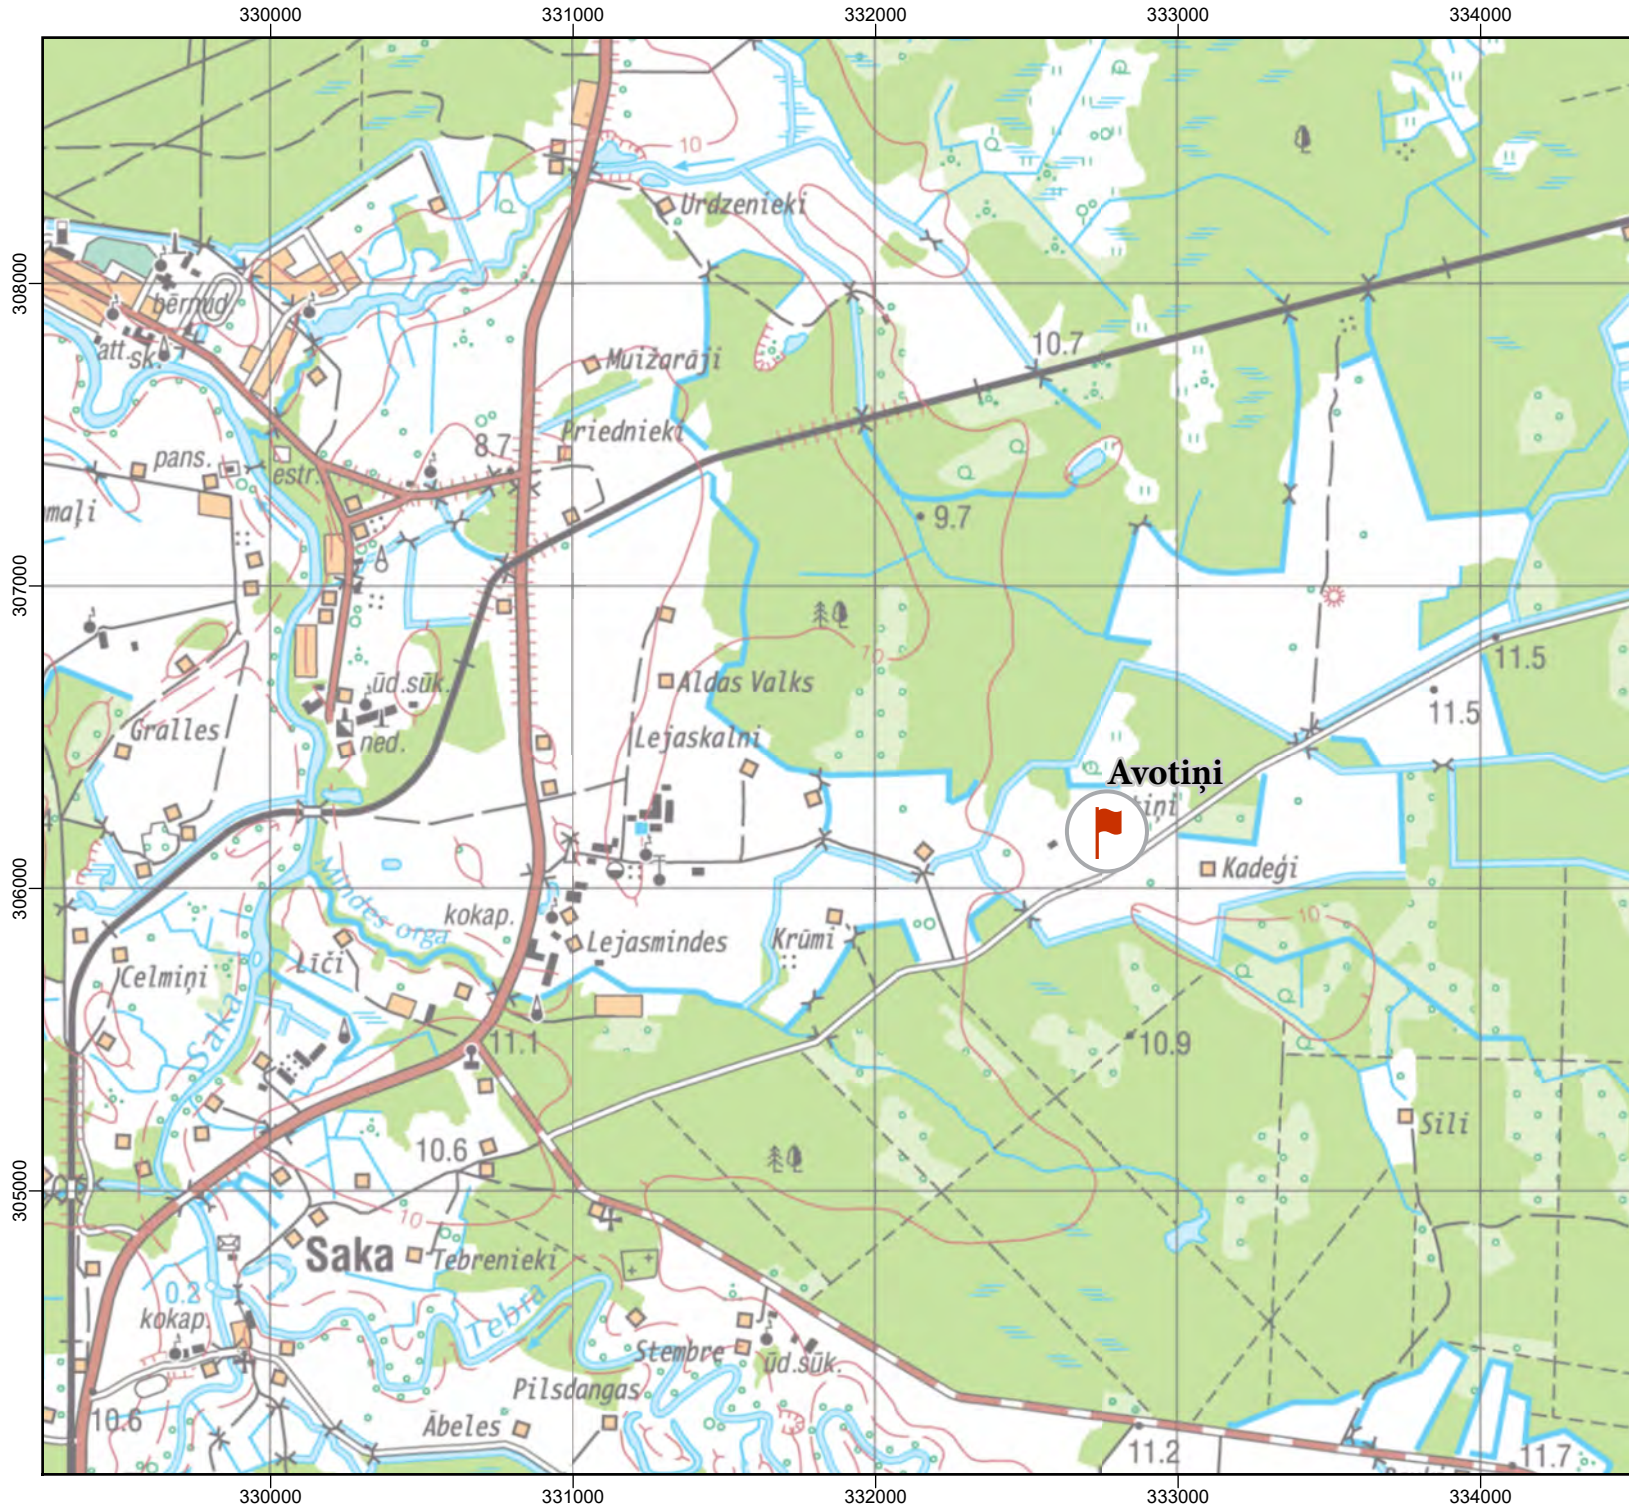 330000 331000 332000 333000 334000
10
Urdzenieki
308000
bērnud.
att.
sk.
10.7
Muižarāji
Priednieki
8.7
pans.
estr.
maļi
9.7
307000
10
11.5
ūd.sūk.
Aldas Valks
Gralles
ned.
Lejaskalni
11.5
Avotiņi
tiņi
Kadeģi
306000
Mindes
orga
kokap.
Lejasmindes
Krūmi
10
Līči
Celmiņi
Saka
11.1
10.9
Sili
10.6
305000
10
Saka
Tebrenieki
0.2
Tebra
kokap.
Stembre
ūd.sūk.
Pilsdangas
10.6
Ābeles
11.2
11.7
330000 331000 332000 333000 334000